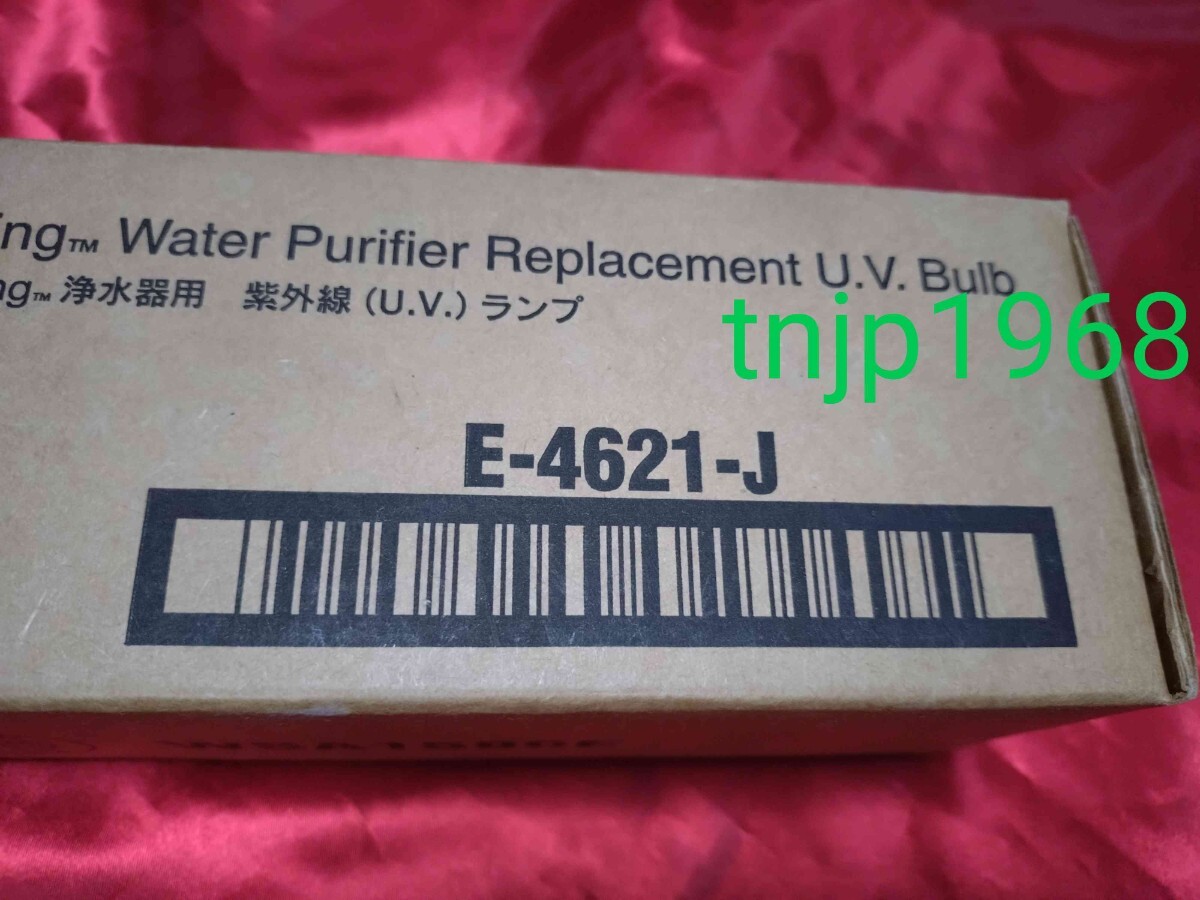 ing™ Water Purifier Replacement U.V. Bulb
ng™ 浄水器用 紫外線 (U.V.) ランプ
tnjp1968
E-4621-J